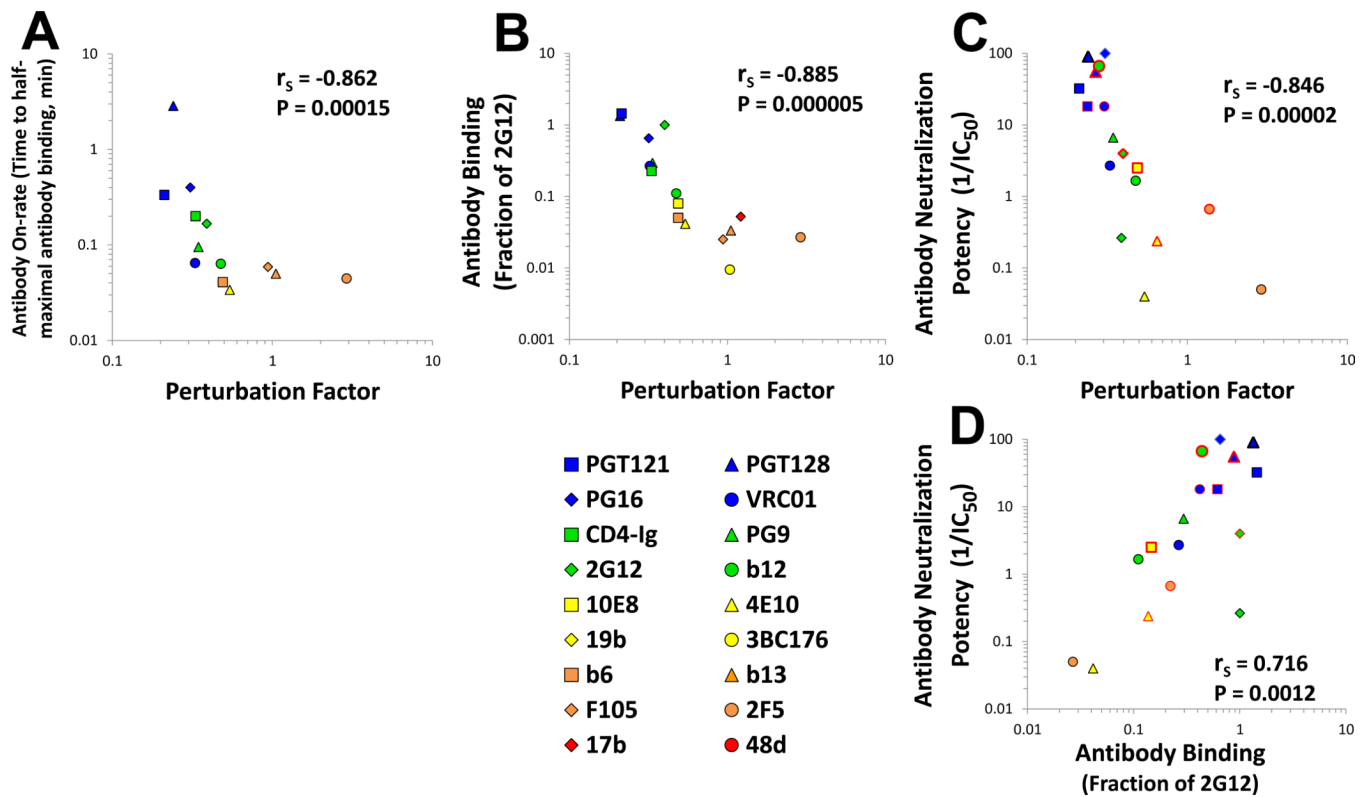 A
Antibody On-rate (Time to half-
maximal antibody binding, min)
10
1
0.1
0.01
0.1
1
10
Perturbation Factor
rS = -0.862
P = 0.00015
B
Antibody Binding
(Fraction of 2G12)
10
1
0.1
0.01
0.001
0.1
1
10
Perturbation Factor
rS = -0.885
P = 0.000005
C
Antibody Neutralization
Potency (1/IC50)
100
10
1
0.1
0.01
0.1
1
10
Perturbation Factor
rS = -0.846
P = 0.00002
PGT121
PGT128
PG16
VRC01
CD4-Ig
PG9
2G12
b12
10E8
4E10
19b
3BC176
b6
b13
F105
2F5
17b
48d
D
Antibody Neutralization
Potency (1/IC50)
100
10
1
0.1
0.01
0.01
0.1
1
10
rS = 0.716
P = 0.0012
Antibody Binding
(Fraction of 2G12)